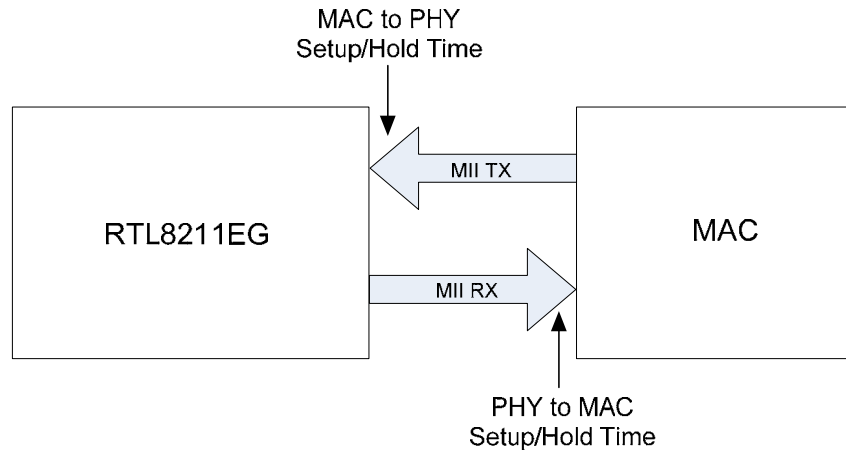 MAC to PHY
Setup/Hold Time
MII TX
RTL8211EG
MAC
MII RX
PHY to MAC
Setup/Hold Time